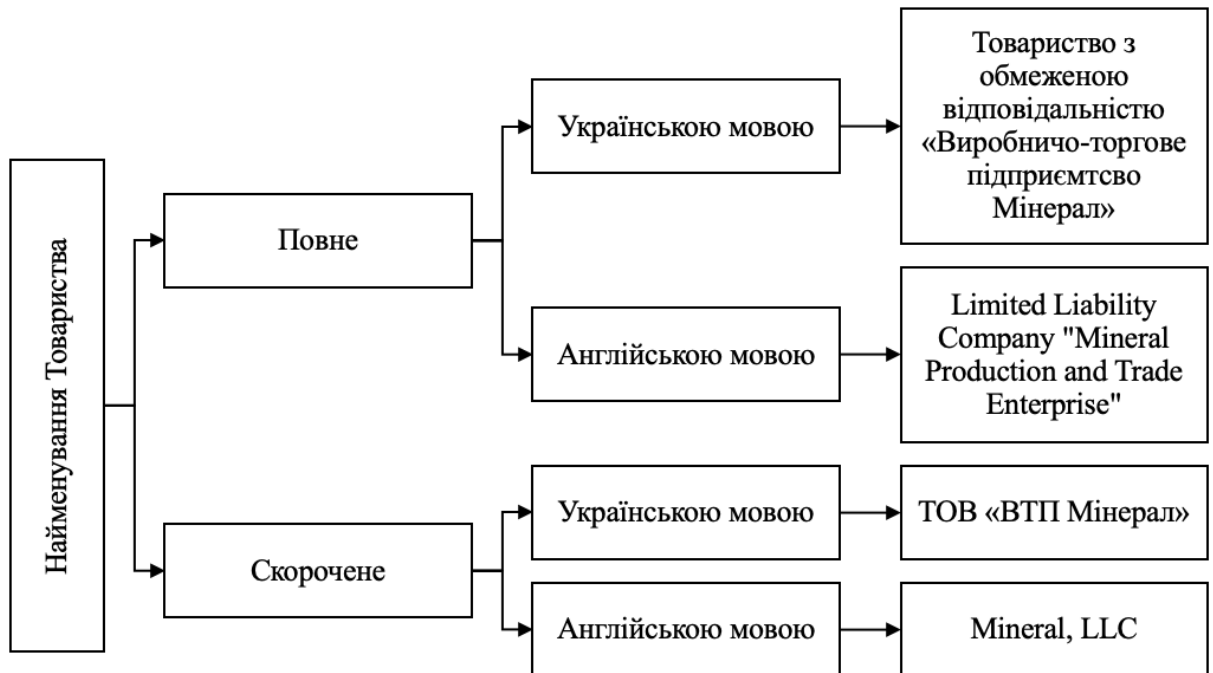 Найменування Товариства
Повне
Українською мовою
Товариство з
обмеженою
відповідальністю
«Виробничо-торгове
підприємтсво
Мінерал»
Англійською мовою
Limited Liability
Company "Mineral
Production and Trade
Enterprise"
Скорочене
Українською мовою
ТОВ «ВТП Мінерал»
Англійською мовою
Mineral, LLC